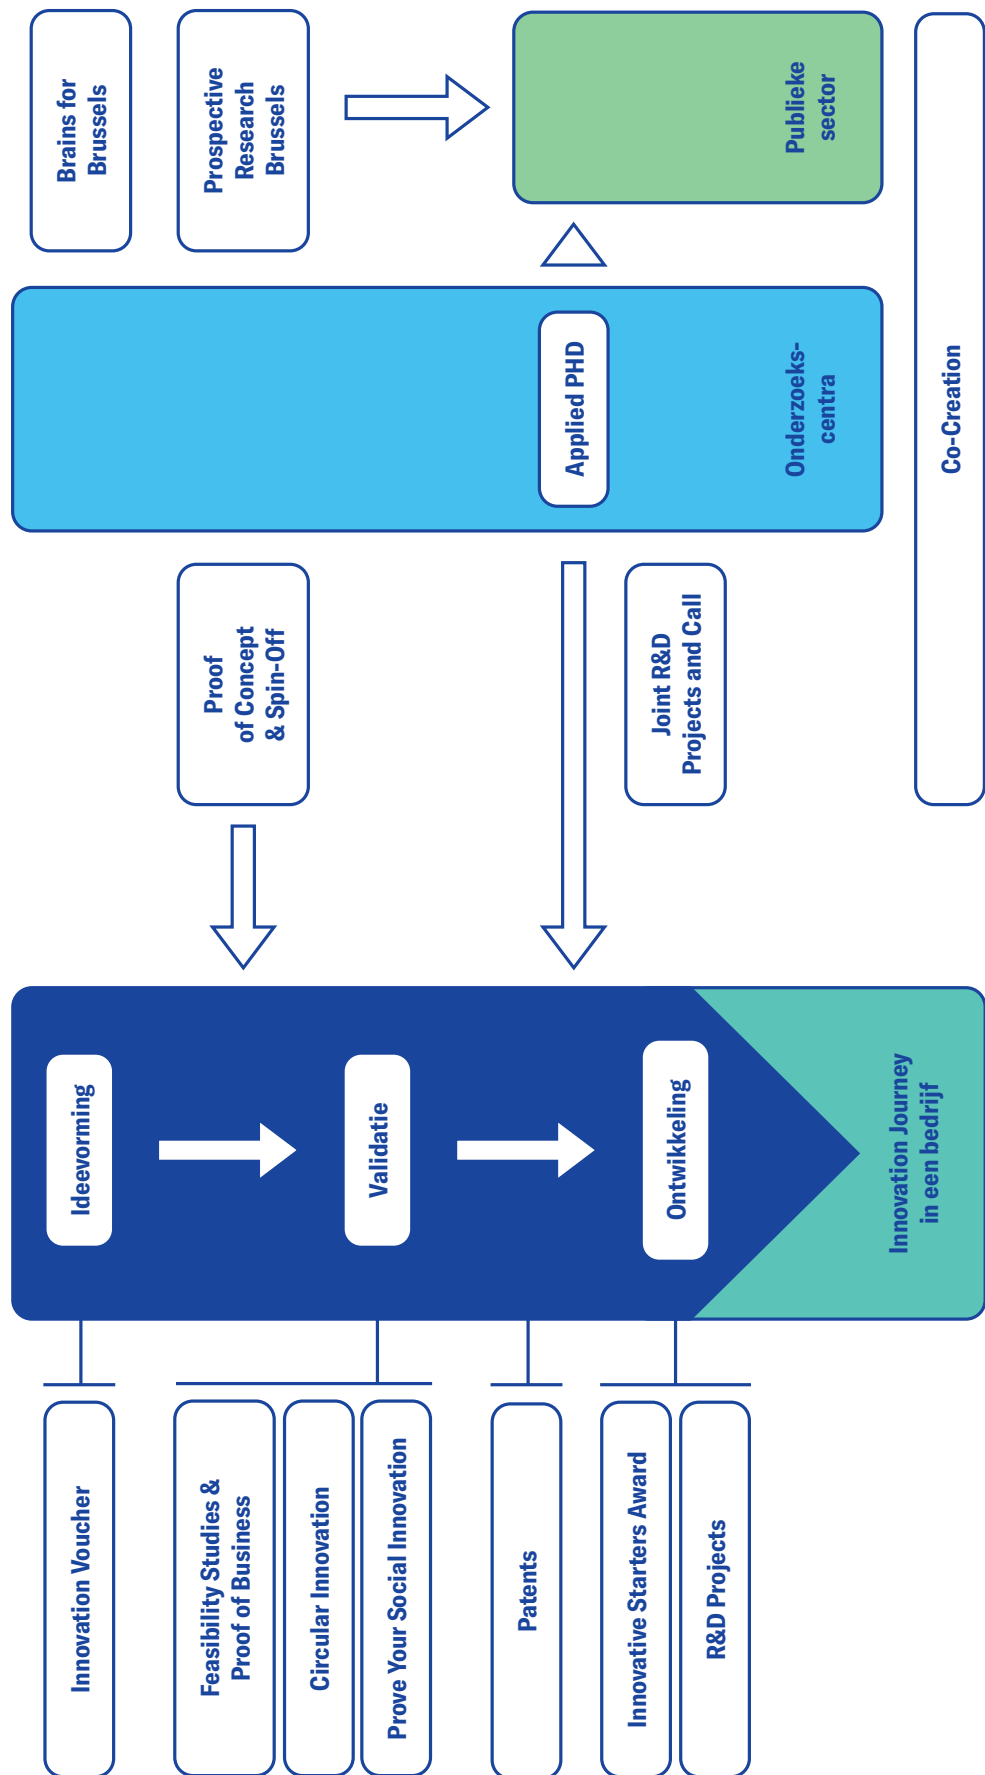 Innovation Voucher
Feasibility Studies &
Proof of Business
Circular Innovation
Prove Your Social Innovation
Patents
Innovative Starters Award
R&D Projects
Ideevorming
Validatie
Ontwikkeling
Innovation Journey
in een bedrijf
Proof
of Concept
& Spin-Off
Joint R&D
Projects and Call
Applied PHD
Onderzoeks-
centra
Brains for
Brussels
Prospective
Research
Brussels
Publieke
sector
Co-Creation